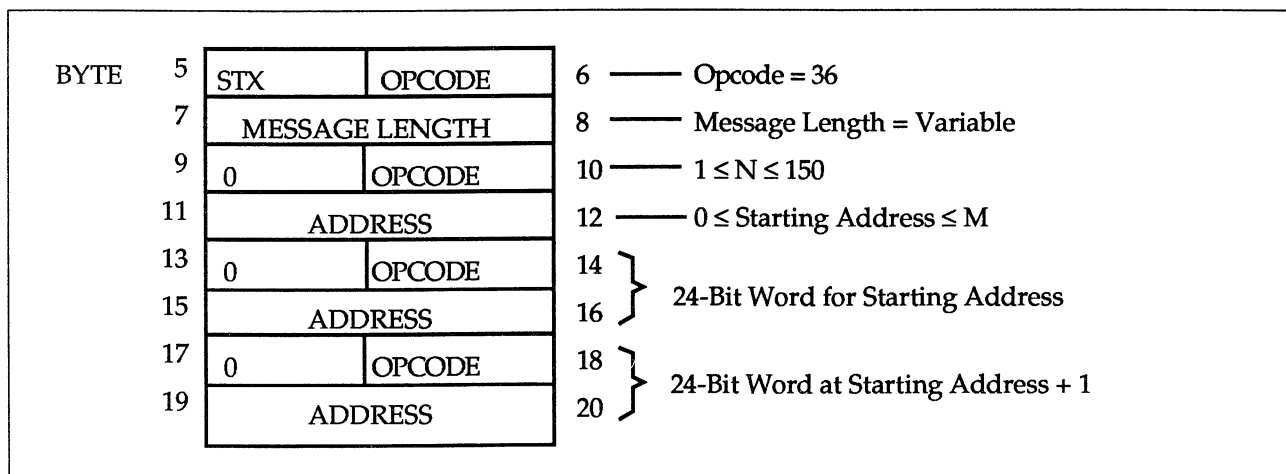 BYTE 5 STX OPCODE 6 Opcode = 36
7 MESSAGE LENGTH 8 Message Length = Variable
9 0 OPCODE 10 1 ≤ N ≤ 150
11 ADDRESS 12 0 ≤ Starting Address ≤ M
13 0 OPCODE 14
24-Bit Word for Starting Address
15 ADDRESS 16
17 0 OPCODE 18
24-Bit Word at Starting Address + 1
19 ADDRESS 20